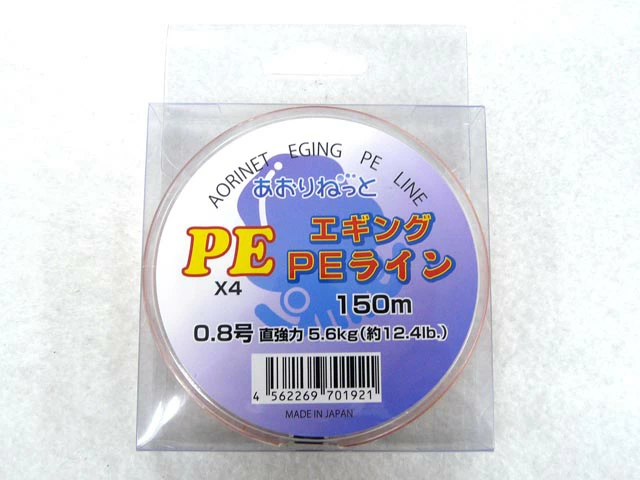 AORINET EGING PE LINE
あおりねっと
PE
X4
エギング
PEライン
150m
0.8号 直強力 5.6kg(約12.4lb.)
4 562269 701921
MADE IN JAPAN